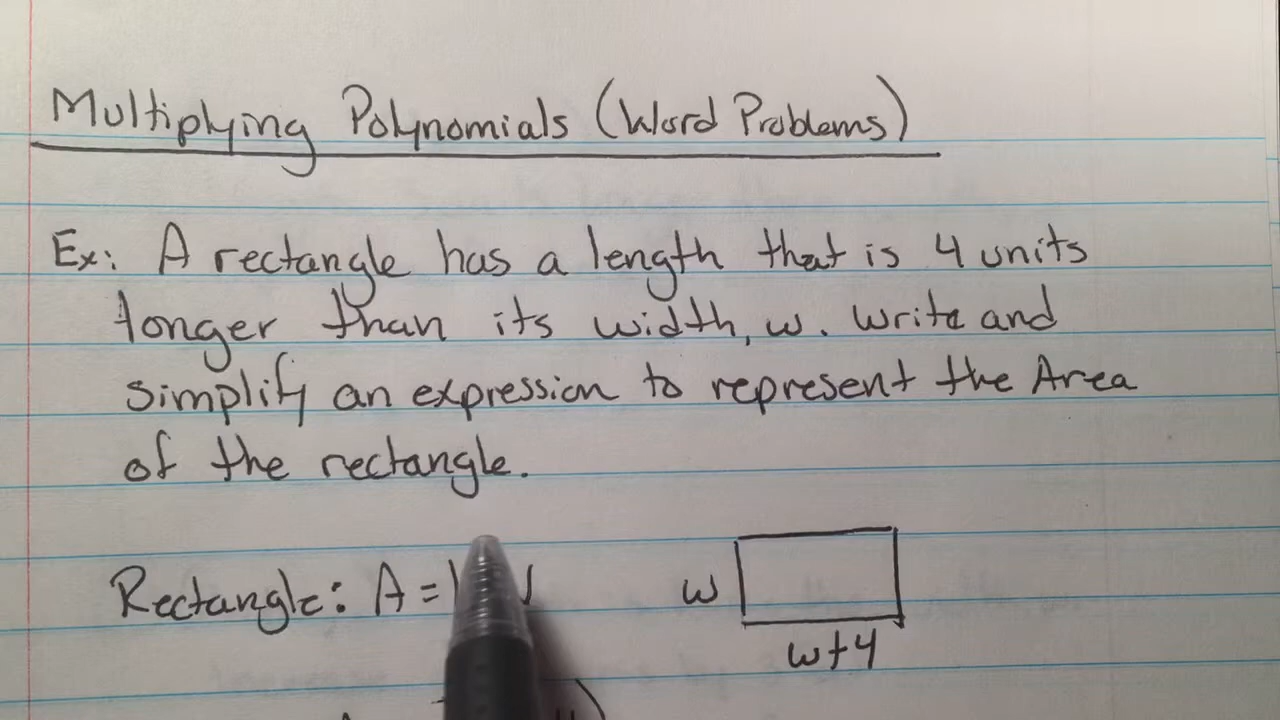 Multiplying Polynomials (Word Problems)
Ex: A rectangle has a length that is 4 units
longer than its width, w. Write and
simplify an expression to represent the Area
of the rectangle.
Rectangle: A =
w
w+4